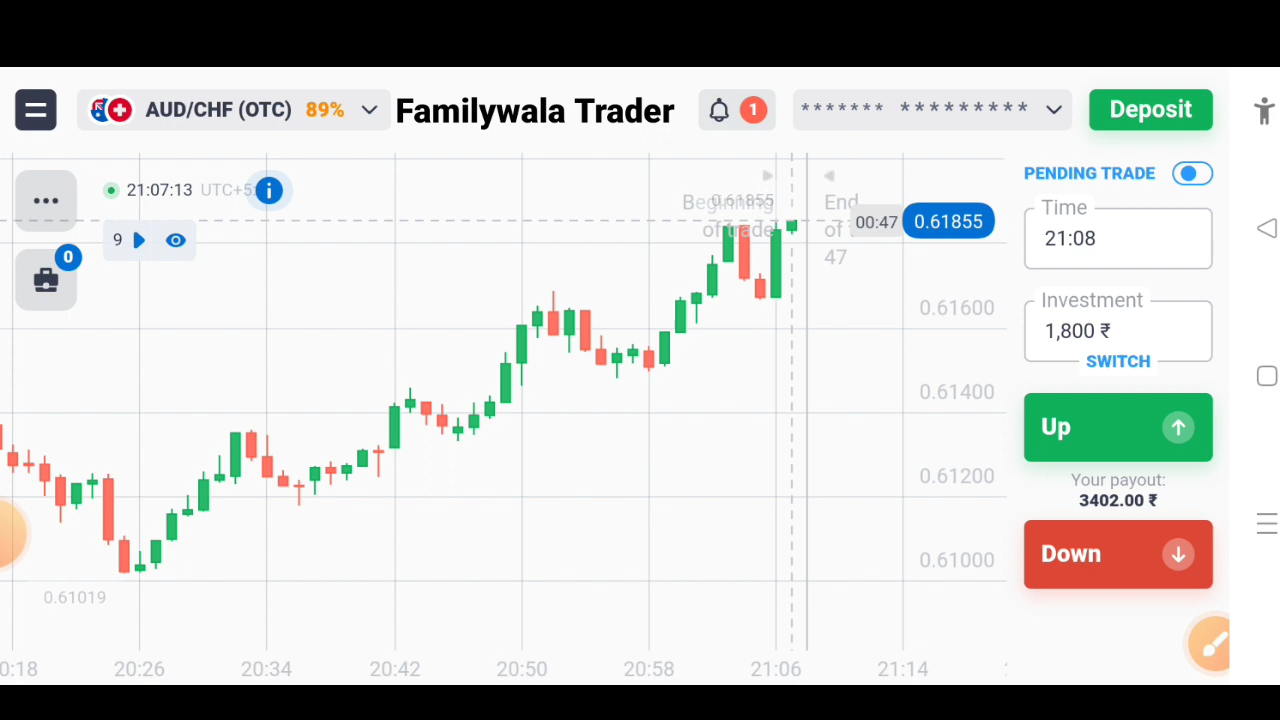 AUD/CHF (OTC) 89% Familywala Trader 1 ******* ********* Deposit
21:07:13 UTC+5
i
PENDING TRADE
Time
21:08
9
0
0.61855
Beginning
of trade
End
of
47
00:47 0.61855
0.61600
0.61400
0.61200
0.61000
Investment
1,800 ₹
SWITCH
Up
Your payout:
3402.00 ₹
Down
0.61019
0:18 20:26 20:34 20:42 20:50 20:58 21:06 21:14